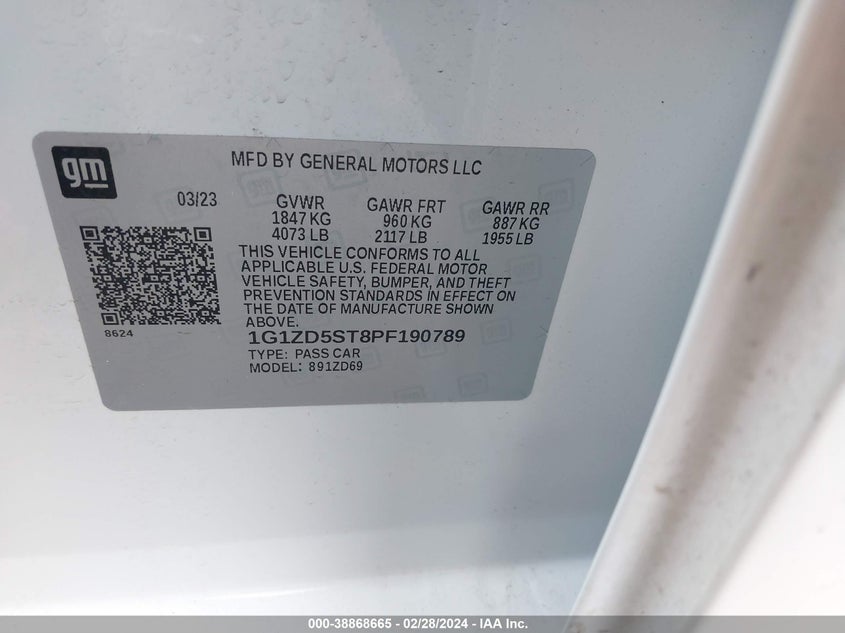 gm
MFD BY GENERAL MOTORS LLC
03/23
GVWR
1847 KG
4073 LB
GAWR FRT
960 KG
2117 LB
GAWR RR
887 KG
1955 LB
THIS VEHICLE CONFORMS TO ALL
APPLICABLE U.S. FEDERAL MOTOR
VEHICLE SAFETY, BUMPER, AND THEFT
PREVENTION STANDARDS IN EFFECT ON
THE DATE OF MANUFACTURE SHOWN
ABOVE.
8624
1G1ZD5ST8PF190789
TYPE: PASS CAR
MODEL: 891ZD69
000-38868665 - 02/28/2024 - IAA Inc.